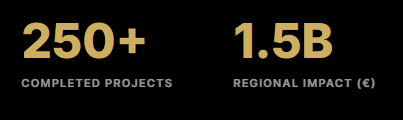 250+ 1.5B
COMPLETED PROJECTS REGIONAL IMPACT (€)